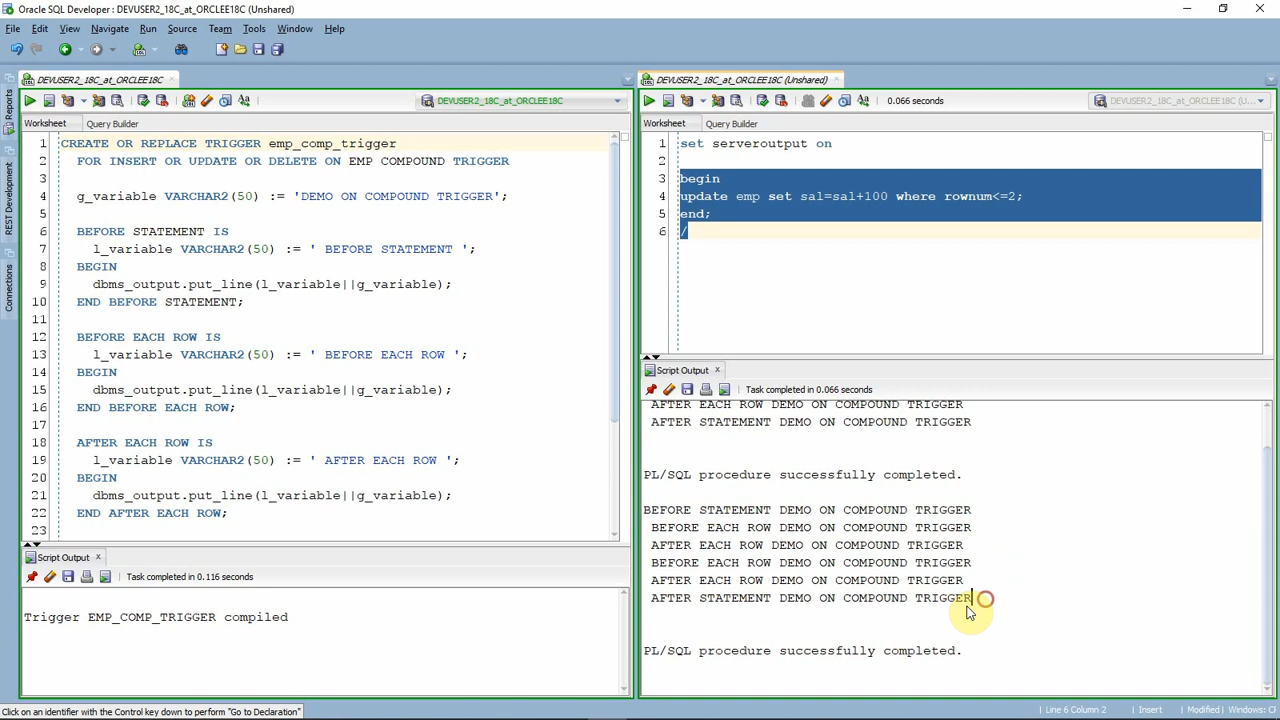 Oracle SQL Developer : DEVUSER2_18C_at_ORCLEE18C (Unshared)
File Edit View Navigate Run Source Team Tools Window Help
Reports
REST Development
Connections
DEVUSER2_18C_at_ORCLEE18C
DEVUSER2_18C_at_ORCLEE18C
Worksheet Query Builder
1 CREATE OR REPLACE TRIGGER emp_comp_trigger
2 FOR INSERT OR UPDATE OR DELETE ON EMP COMPOUND TRIGGER
3
4 g_variable VARCHAR2(50) := 'DEMO ON COMPOUND TRIGGER';
5
6 BEFORE STATEMENT IS
7 l_variable VARCHAR2(50) := ' BEFORE STATEMENT ';
8 BEGIN
9 dbms_output.put_line(l_variable||g_variable);
10 END BEFORE STATEMENT;
11
12 BEFORE EACH ROW IS
13 l_variable VARCHAR2(50) := ' BEFORE EACH ROW ';
14 BEGIN
15 dbms_output.put_line(l_variable||g_variable);
16 END BEFORE EACH ROW;
17
18 AFTER EACH ROW IS
19 l_variable VARCHAR2(50) := ' AFTER EACH ROW ';
20 BEGIN
21 dbms_output.put_line(l_variable||g_variable);
22 END AFTER EACH ROW;
23
Script Output
Task completed in 0.116 seconds
Trigger EMP_COMP_TRIGGER compiled
DEVUSER2_18C_at_ORCLEE18C (Unshared)
0.066 seconds DEVUSER2_18C_at_ORCLEE18C (U...
Worksheet Query Builder
1 set serveroutput on
2
3 begin
4 update emp set sal=sal+100 where rownum<=2;
5 end;
6 /
Script Output
Task completed in 0.066 seconds
AFTER EACH ROW DEMO ON COMPOUND TRIGGER
AFTER STATEMENT DEMO ON COMPOUND TRIGGER
PL/SQL procedure successfully completed.
BEFORE STATEMENT DEMO ON COMPOUND TRIGGER
BEFORE EACH ROW DEMO ON COMPOUND TRIGGER
AFTER EACH ROW DEMO ON COMPOUND TRIGGER
BEFORE EACH ROW DEMO ON COMPOUND TRIGGER
AFTER EACH ROW DEMO ON COMPOUND TRIGGER
AFTER STATEMENT DEMO ON COMPOUND TRIGGER
PL/SQL procedure successfully completed.
Click on an identifier with the Control key down to perform "Go to Declaration"
Line 6 Column 2 Insert Modified Windows: C